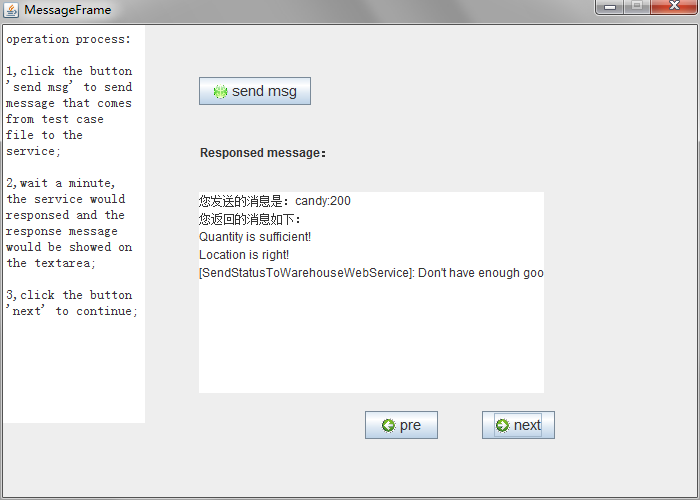 MessageFrame
operation process:
1,click the button
'send msg' to send
message that comes
from test case
file to the
service;
2,wait a minute,
the service would
responsed and the
response message
would be showed on
the textarea;
3,click the button
'next' to continue;
send msg
Responsed message：
您发送的消息是：candy:200
您返回的消息如下：
Quantity is sufficient!
Location is right!
[SendStatusToWarehouseWebService]: Don't have enough goo
pre
next